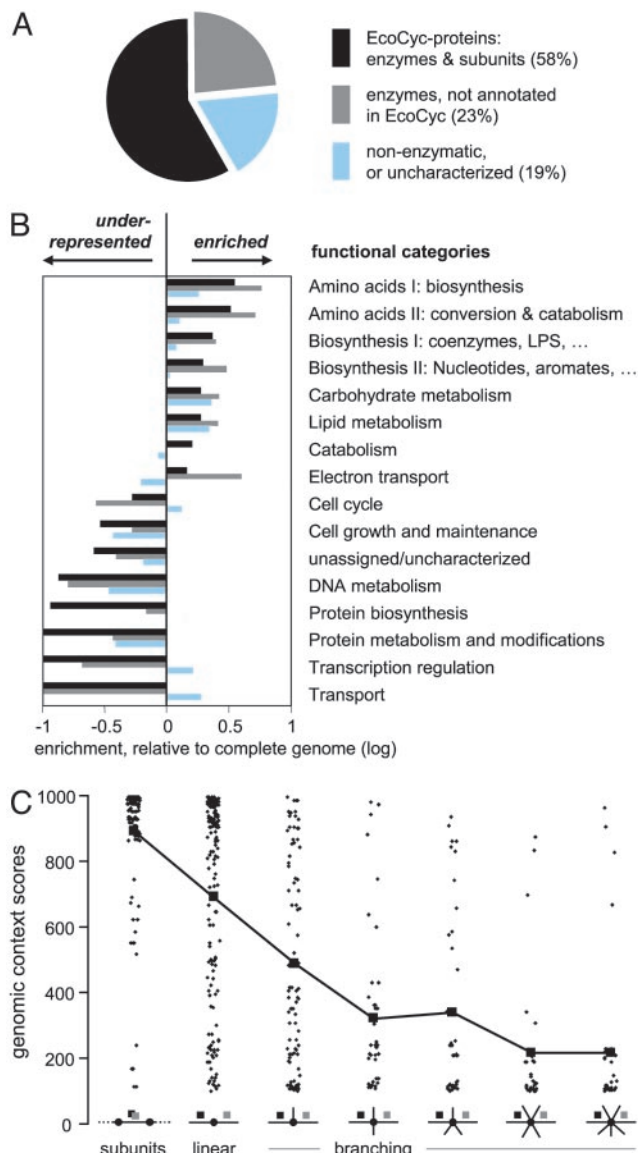 A
EcoCyc-proteins:
enzymes & subunits (58%)
enzymes, not annotated
in EcoCyc (23%)
non-enzymatic,
or uncharacterized (19%)
B
under-
represented
enriched
functional categories
Amino acids I: biosynthesis
Amino acids II: conversion & catabolism
Biosynthesis I: coenzymes, LPS, …
Biosynthesis II: Nucleotides, aromates, …
Carbohydrate metabolism
Lipid metabolism
Catabolism
Electron transport
Cell cycle
Cell growth and maintenance
unassigned/uncharacterized
DNA metabolism
Protein biosynthesis
Protein metabolism and modifications
Transcription regulation
Transport
-1 -0.5 0 0.5 1
enrichment, relative to complete genome (log)
C
genomic context scores
1000
800
600
400
200
0
subunits linear branching